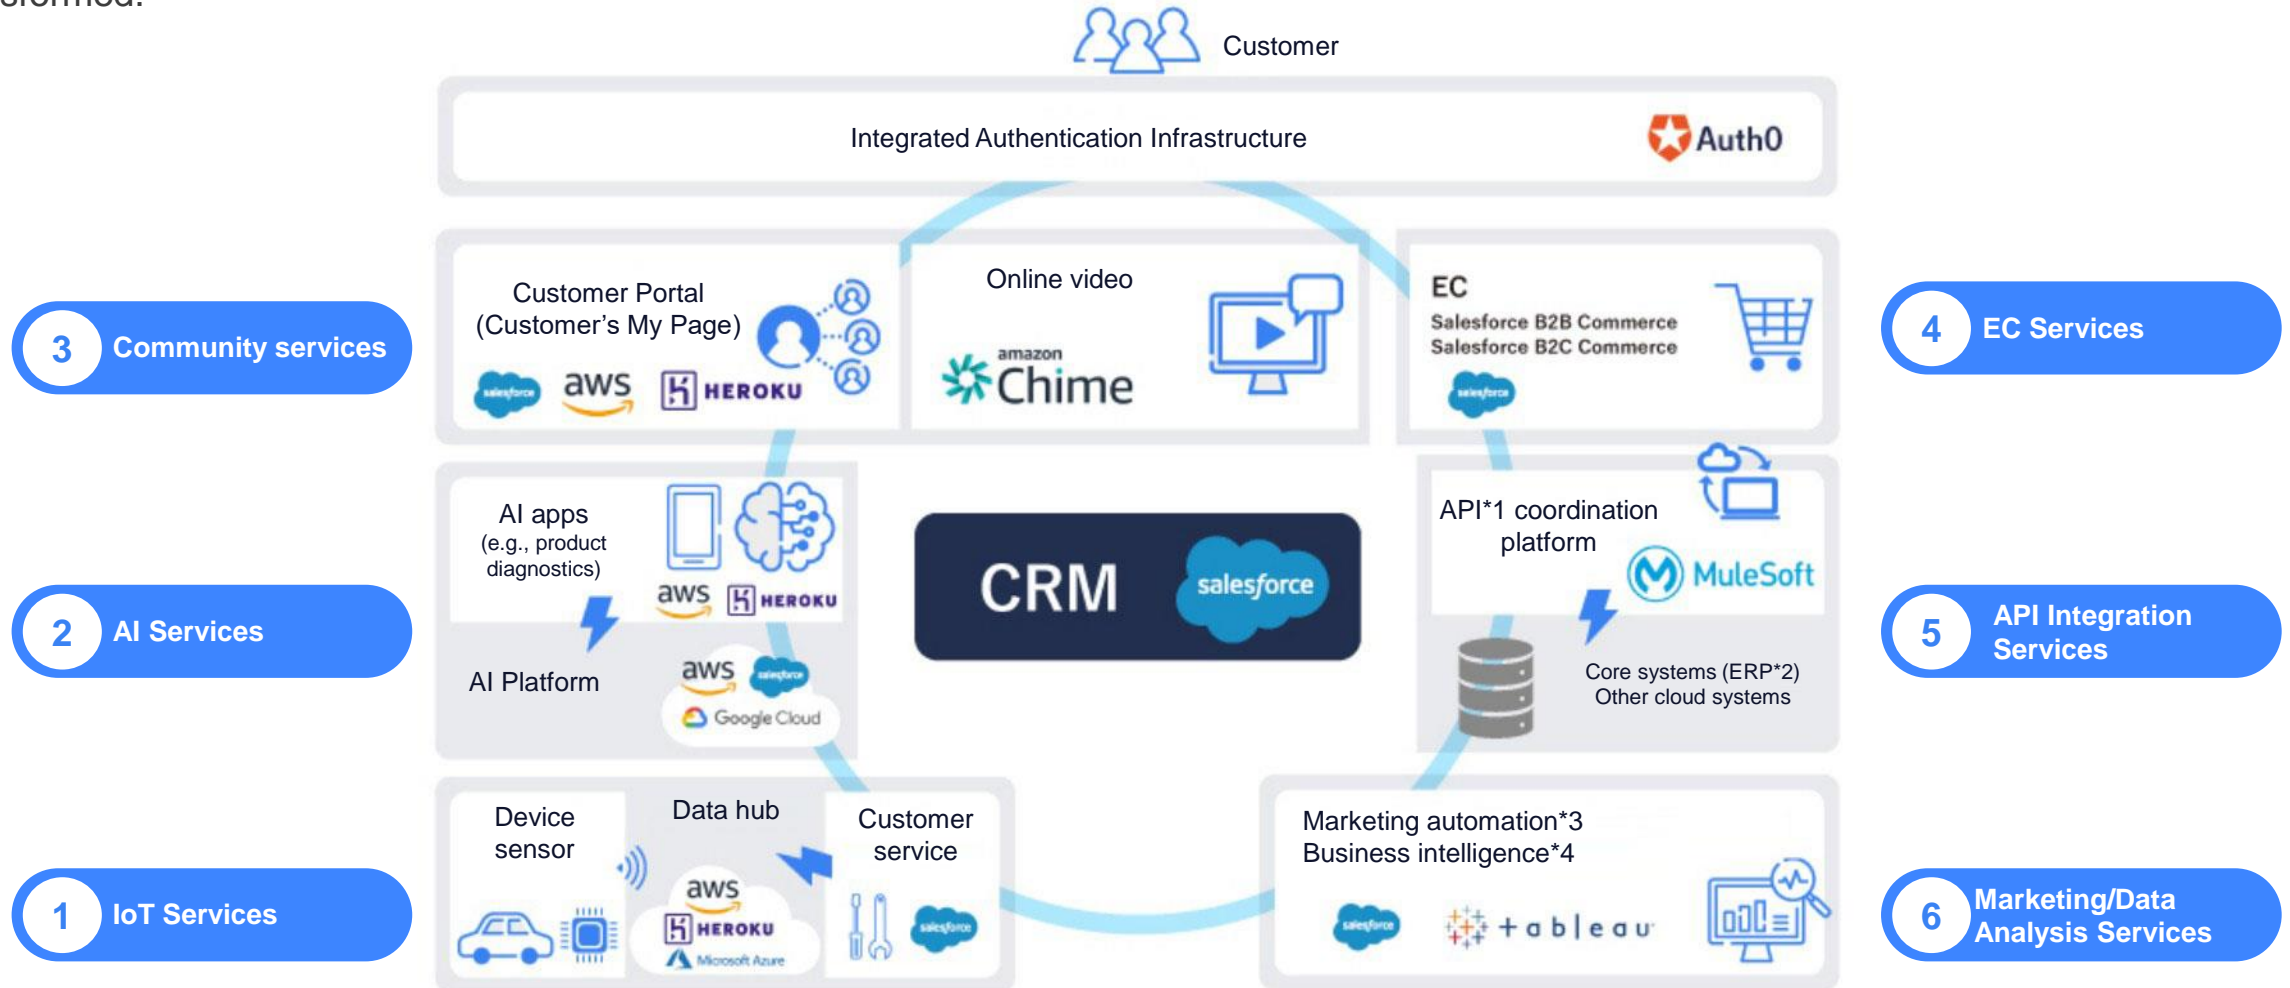 sformed.
Customer
Integrated Authentication Infrastructure
Auth0
3 Community services
Customer Portal
(Customer's My Page)
salesforce
aws
HEROKU
Online video
amazon
Chime
EC
Salesforce B2B Commerce
Salesforce B2C Commerce
salesforce
4 EC Services
2 AI Services
AI apps
(e.g., product
diagnostics)
aws
HEROKU
AI Platform
aws
salesforce
Google Cloud
CRM
salesforce
API*1 coordination
platform
MuleSoft
Core systems (ERP*2)
Other cloud systems
5 API Integration
Services
1 IoT Services
Device
sensor
Data hub
aws
HEROKU
Microsoft Azure
Customer
service
salesforce
Marketing automation*3
Business intelligence*4
salesforce
+ableau
6 Marketing/Data
Analysis Services